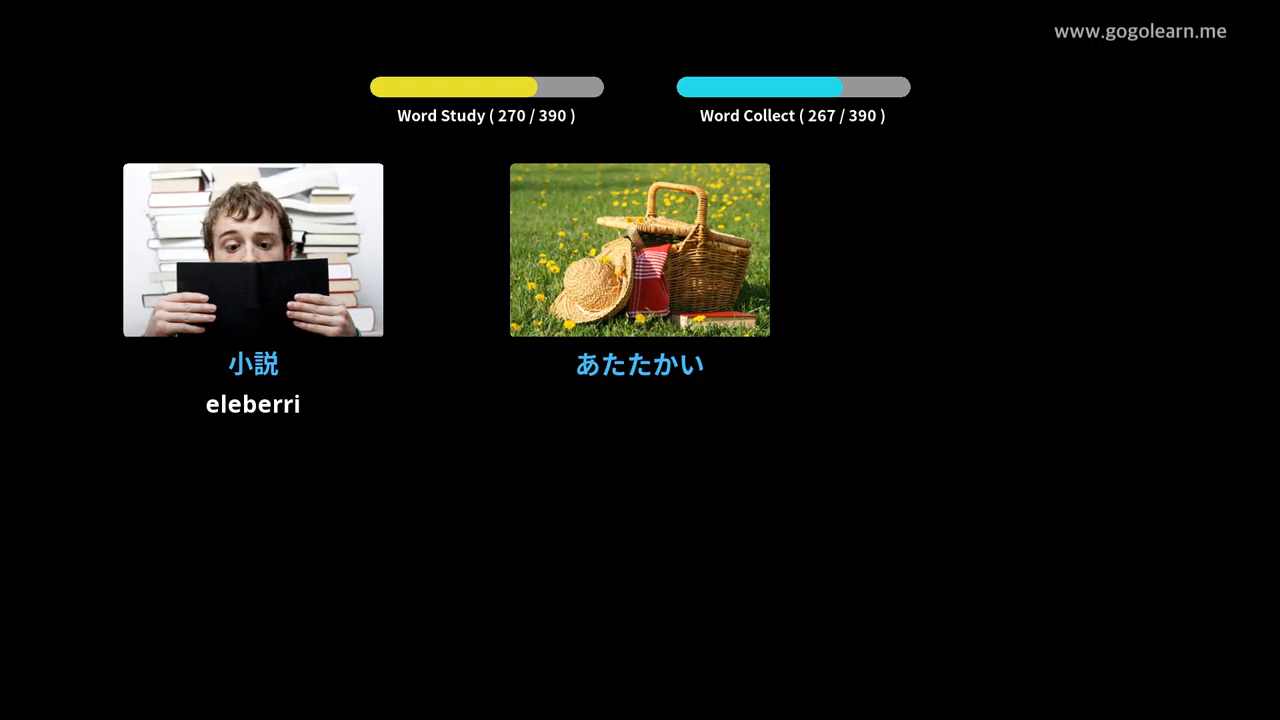 www.gogolearn.me
Word Study ( 270 / 390 )
Word Collect ( 267 / 390 )
小説
eleberri
あたたかい